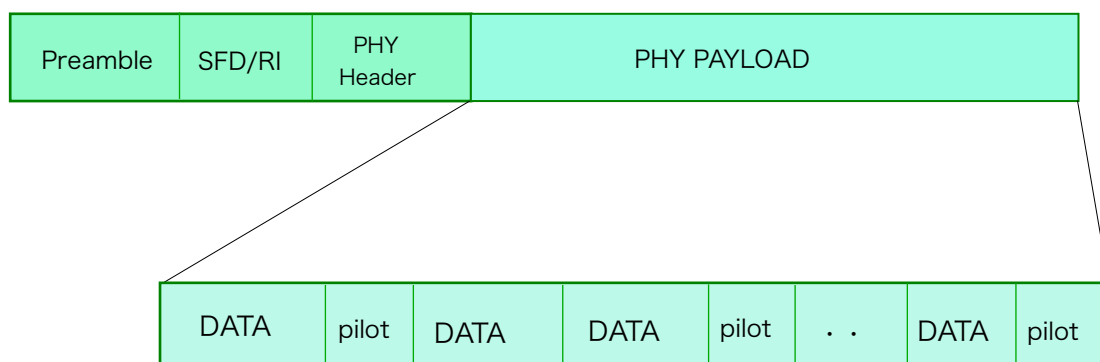 Preamble SFD/RI PHY Header PHY PAYLOAD
DATA pilot DATA DATA pilot . . DATA pilot